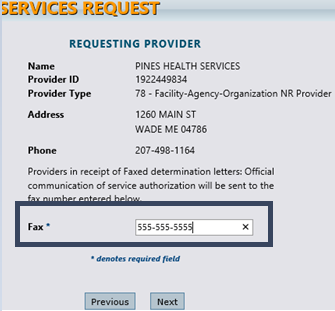 SERVICES REQUEST
REQUESTING PROVIDER
Name PINES HEALTH SERVICES
Provider ID 1922449834
Provider Type 78 - Facility-Agency-Organization NR Provider
Address 1260 MAIN ST
WADE ME 04786
Phone 207-498-1164
Providers in receipt of Faxed determination letters: Official
communication of service authorization will be sent to the
fax number entered below.
Fax * 555-555-5555 ×
* denotes required field
Previous Next